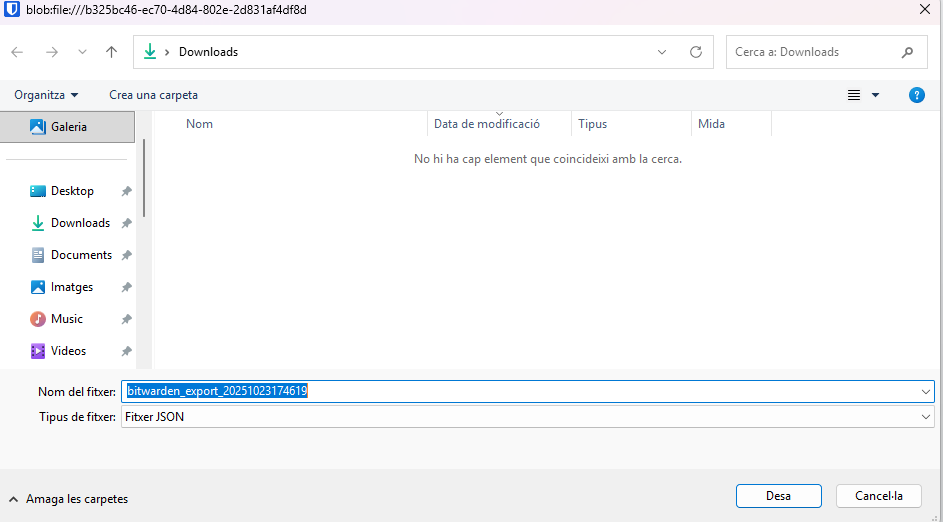 blob:file:///b325bc46-ec70-4d84-802e-2d831af4df8d
Downloads
Cerca a: Downloads
Organitza
Crea una carpeta
?
Galeria
Nom
Data de modificació
Tipus
Mida
No hi ha cap element que coincideixi amb la cerca.
Desktop
Downloads
Documents
Imatges
Music
Videos
Nom del fitxer: bitwarden_export_20251023174619
Tipus de fitxer: Fitxer JSON
Amaga les carpetes
Desa
Cancel·la